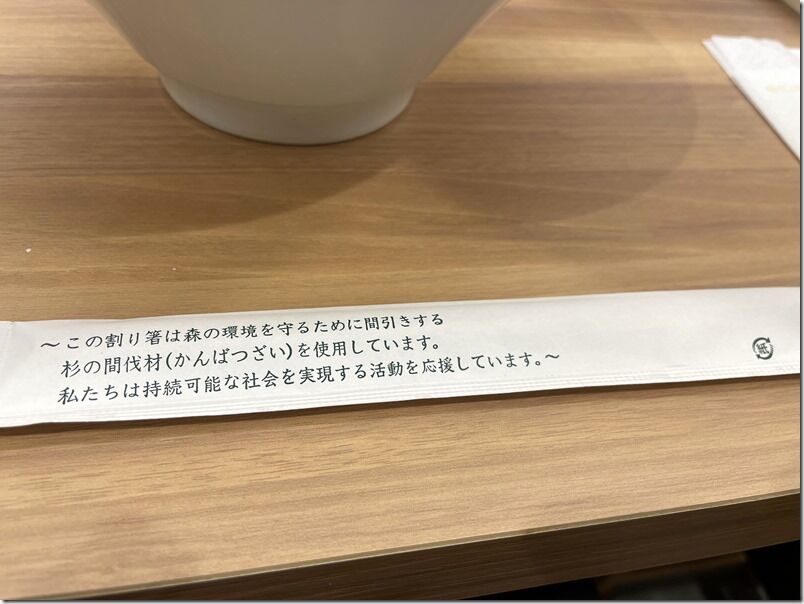 ～この割り箸は森の環境を守るために間引きする
杉の間伐材(かんばつざい)を使用しています。
私たちは持続可能な社会を実現する活動を応援しています。～
紙